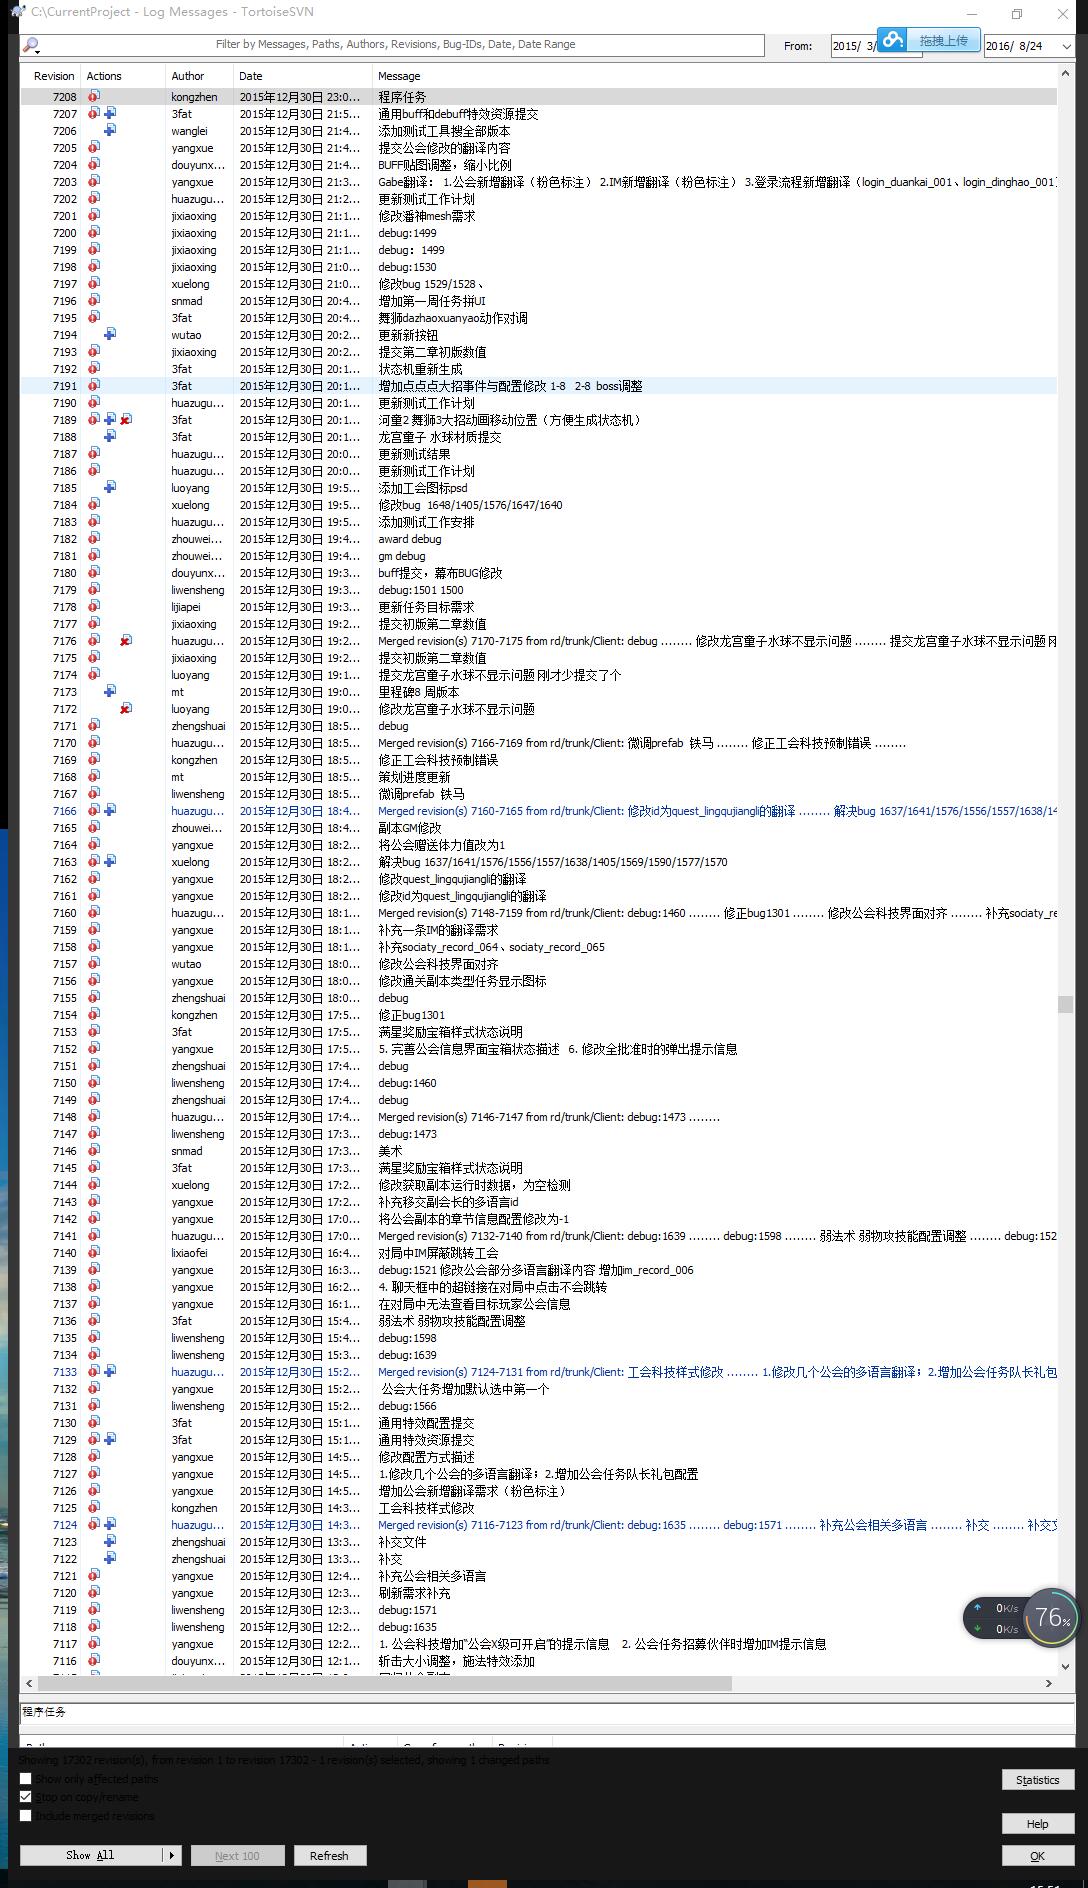 C:\CurrentProject - Log Messages - TortoiseSVN
Filter by Messages, Paths, Authors, Revisions, Bug-IDs, Date, Date Range From: 2015/ 3/ 拖拽上传 2016/ 8/24
Revision Actions Author Date Message
7208 kongzhen 2015年12月30日 23:0... 程序任务
7207 3fat 2015年12月30日 21:5... 通用buff和debuff特效资源提交
7206 wanglei 2015年12月30日 21:4... 添加测试工具搜全部版本
7205 yangxue 2015年12月30日 21:4... 提交公会修改的翻译内容
7204 douyunx... 2015年12月30日 21:4... BUFF贴图调整，缩小比例
7203 yangxue 2015年12月30日 21:3... Gabe翻译： 1.公会新增翻译（粉色标注） 2.IM新增翻译（粉色标注） 3.登录流程新增翻译（login_duankai_001、login_dinghao_001
7202 huazugu... 2015年12月30日 21:2... 更新测试工作计划
7201 jixiaoxing 2015年12月30日 21:1... 修改潘神mesh需求
7200 jixiaoxing 2015年12月30日 21:1... debug:1499
7199 jixiaoxing 2015年12月30日 21:1... debug：1499
7198 jixiaoxing 2015年12月30日 21:0... debug:1530
7197 xuelong 2015年12月30日 21:0... 修改bug 1529/1528、
7196 snmad 2015年12月30日 20:4... 增加第一周任务拼UI
7195 3fat 2015年12月30日 20:4... 舞狮dazhaoxuanyao动作对调
7194 wutao 2015年12月30日 20:2... 更新新按钮
7193 jixiaoxing 2015年12月30日 20:2... 提交第二章初版数值
7192 3fat 2015年12月30日 20:1... 状态机重新生成
7191 3fat 2015年12月30日 20:1... 增加点点点大招事件与配置修改 1-8 2-8 boss调整
7190 huazugu... 2015年12月30日 20:1... 更新测试工作计划
7189 3fat 2015年12月30日 20:1... 河童2 舞狮3大招动画移动位置（方便生成状态机）
7188 3fat 2015年12月30日 20:1... 龙宫童子 水球材质提交
7187 huazugu... 2015年12月30日 20:0... 更新测试结果
7186 huazugu... 2015年12月30日 20:0... 更新测试工作计划
7185 luoyang 2015年12月30日 19:5... 添加工会图标psd
7184 xuelong 2015年12月30日 19:5... 修改bug 1648/1405/1576/1647/1640
7183 huazugu... 2015年12月30日 19:5... 添加测试工作安排
7182 zhouwei... 2015年12月30日 19:4... award debug
7181 zhouwei... 2015年12月30日 19:4... gm debug
7180 douyunx... 2015年12月30日 19:3... buff提交，幕布BUG修改
7179 liwensheng 2015年12月30日 19:3... debug:1501 1500
7178 lijiapei 2015年12月30日 19:3... 更新任务目标需求
7177 jixiaoxing 2015年12月30日 19:2... 提交初版第二章数值
7176 huazugu... 2015年12月30日 19:2... Merged revision(s) 7170-7175 from rd/trunk/Client: debug ........ 修改龙宫童子水球不显示问题 ........ 提交龙宫童子水球不显示问题 刚
7175 jixiaoxing 2015年12月30日 19:2... 提交初版第二章数值
7174 luoyang 2015年12月30日 19:1... 提交龙宫童子水球不显示问题 刚才少提交了个
7173 mt 2015年12月30日 19:0... 里程碑8 周版本
7172 luoyang 2015年12月30日 19:0... 修改龙宫童子水球不显示问题
7171 zhengshuai 2015年12月30日 18:5... debug
7170 huazugu... 2015年12月30日 18:5... Merged revision(s) 7166-7169 from rd/trunk/Client: 微调prefab 铁马 ........ 修正工会科技预制错误 ........
7169 kongzhen 2015年12月30日 18:5... 修正工会科技预制错误
7168 mt 2015年12月30日 18:5... 策划进度更新
7167 liwensheng 2015年12月30日 18:5... 微调prefab 铁马
7166 huazugu... 2015年12月30日 18:4... Merged revision(s) 7160-7165 from rd/trunk/Client: 修改id为quest_lingqujiangli的翻译 ........ 解决bug 1637/1641/1576/1556/1557/1638/14
7165 zhouwei... 2015年12月30日 18:4... 副本GM修改
7164 yangxue 2015年12月30日 18:2... 将公会赠送体力值改为1
7163 xuelong 2015年12月30日 18:2... 解决bug 1637/1641/1576/1556/1557/1638/1405/1569/1590/1577/1570
7162 yangxue 2015年12月30日 18:2... 修改quest_lingqujiangli的翻译
7161 yangxue 2015年12月30日 18:2... 修改id为quest_lingqujiangli的翻译
7160 huazugu... 2015年12月30日 18:1... Merged revision(s) 7148-7159 from rd/trunk/Client: debug:1460 ........ 修正bug1301 ........ 修改公会科技界面对齐 ........ 补充sociaty_re
7159 yangxue 2015年12月30日 18:1... 补充一条IM的翻译需求
7158 yangxue 2015年12月30日 18:1... 补充sociaty_record_064、sociaty_record_065
7157 wutao 2015年12月30日 18:0... 修改公会科技界面对齐
7156 yangxue 2015年12月30日 18:0... 修改通关副本类型任务显示图标
7155 zhengshuai 2015年12月30日 18:0... debug
7154 kongzhen 2015年12月30日 17:5... 修正bug1301
7153 3fat 2015年12月30日 17:5... 满星奖励宝箱样式状态说明
7152 yangxue 2015年12月30日 17:5... 5. 完善公会信息界面宝箱状态描述 6. 修改全批准时的弹出提示信息
7151 zhengshuai 2015年12月30日 17:4... debug
7150 liwensheng 2015年12月30日 17:4... debug:1460
7149 zhengshuai 2015年12月30日 17:4... debug
7148 huazugu... 2015年12月30日 17:4... Merged revision(s) 7146-7147 from rd/trunk/Client: debug:1473 ........
7147 liwensheng 2015年12月30日 17:3... debug:1473
7146 snmad 2015年12月30日 17:3... 美术
7145 3fat 2015年12月30日 17:3... 满星奖励宝箱样式状态说明
7144 xuelong 2015年12月30日 17:2... 修改获取副本运行时数据，为空检测
7143 yangxue 2015年12月30日 17:2... 补充移交副会长的多语言id
7142 yangxue 2015年12月30日 17:0... 将公会副本的章节信息配置修改为-1
7141 huazugu... 2015年12月30日 17:0... Merged revision(s) 7132-7140 from rd/trunk/Client: debug:1639 ........ debug:1598 ........ 弱法术 弱物攻技能配置调整 ........ debug:152
7140 lixiaofei 2015年12月30日 16:4... 对局中IM屏蔽跳转工会
7139 yangxue 2015年12月30日 16:3... debug:1521 修改公会部分多语言翻译内容 增加im_record_006
7138 yangxue 2015年12月30日 16:2... 4. 聊天框中的超链接在对局中点击不会跳转
7137 yangxue 2015年12月30日 16:1... 在对局中无法查看目标玩家公会信息
7136 3fat 2015年12月30日 15:4... 弱法术 弱物攻技能配置调整
7135 liwensheng 2015年12月30日 15:4... debug:1598
7134 liwensheng 2015年12月30日 15:3... debug:1639
7133 huazugu... 2015年12月30日 15:2... Merged revision(s) 7124-7131 from rd/trunk/Client: 工会科技样式修改 ........ 1.修改几个公会的多语言翻译；2.增加公会任务队长礼包
7132 yangxue 2015年12月30日 15:2... 公会大任务增加默认选中第一个
7131 liwensheng 2015年12月30日 15:2... debug:1566
7130 3fat 2015年12月30日 15:1... 通用特效配置提交
7129 3fat 2015年12月30日 15:1... 通用特效资源提交
7128 yangxue 2015年12月30日 14:5... 修改配置方式描述
7127 yangxue 2015年12月30日 14:5... 1.修改几个公会的多语言翻译；2.增加公会任务队长礼包配置
7126 yangxue 2015年12月30日 14:5... 增加公会新增翻译需求（粉色标注）
7125 kongzhen 2015年12月30日 14:3... 工会科技样式修改
7124 huazugu... 2015年12月30日 14:3... Merged revision(s) 7116-7123 from rd/trunk/Client: debug:1635 ........ debug:1571 ........ 补充公会相关多语言 ........ 补交 ........ 补交文
7123 zhengshuai 2015年12月30日 13:3... 补交文件
7122 zhengshuai 2015年12月30日 13:3... 补交
7121 yangxue 2015年12月30日 12:4... 补充公会相关多语言
7120 yangxue 2015年12月30日 12:3... 刷新需求补充
7119 liwensheng 2015年12月30日 12:3... debug:1571
7118 liwensheng 2015年12月30日 12:2... debug:1635
7117 yangxue 2015年12月30日 12:2... 1. 公会科技增加“公会X级可开启”的提示信息 2. 公会任务招募伙伴时增加IM提示信息
7116 douyunx... 2015年12月30日 12:1... 斩击大小调整，施法特效添加
0K/s
0K/s
76%
程序任务
Showing 17302 revision(s), from revision 1 to revision 17302 - 1 revision(s) selected, showing 1 changed paths
Show only affected paths
Stop on copy/rename
Include merged revisions
Statistics
Help
Show All Next 100 Refresh OK